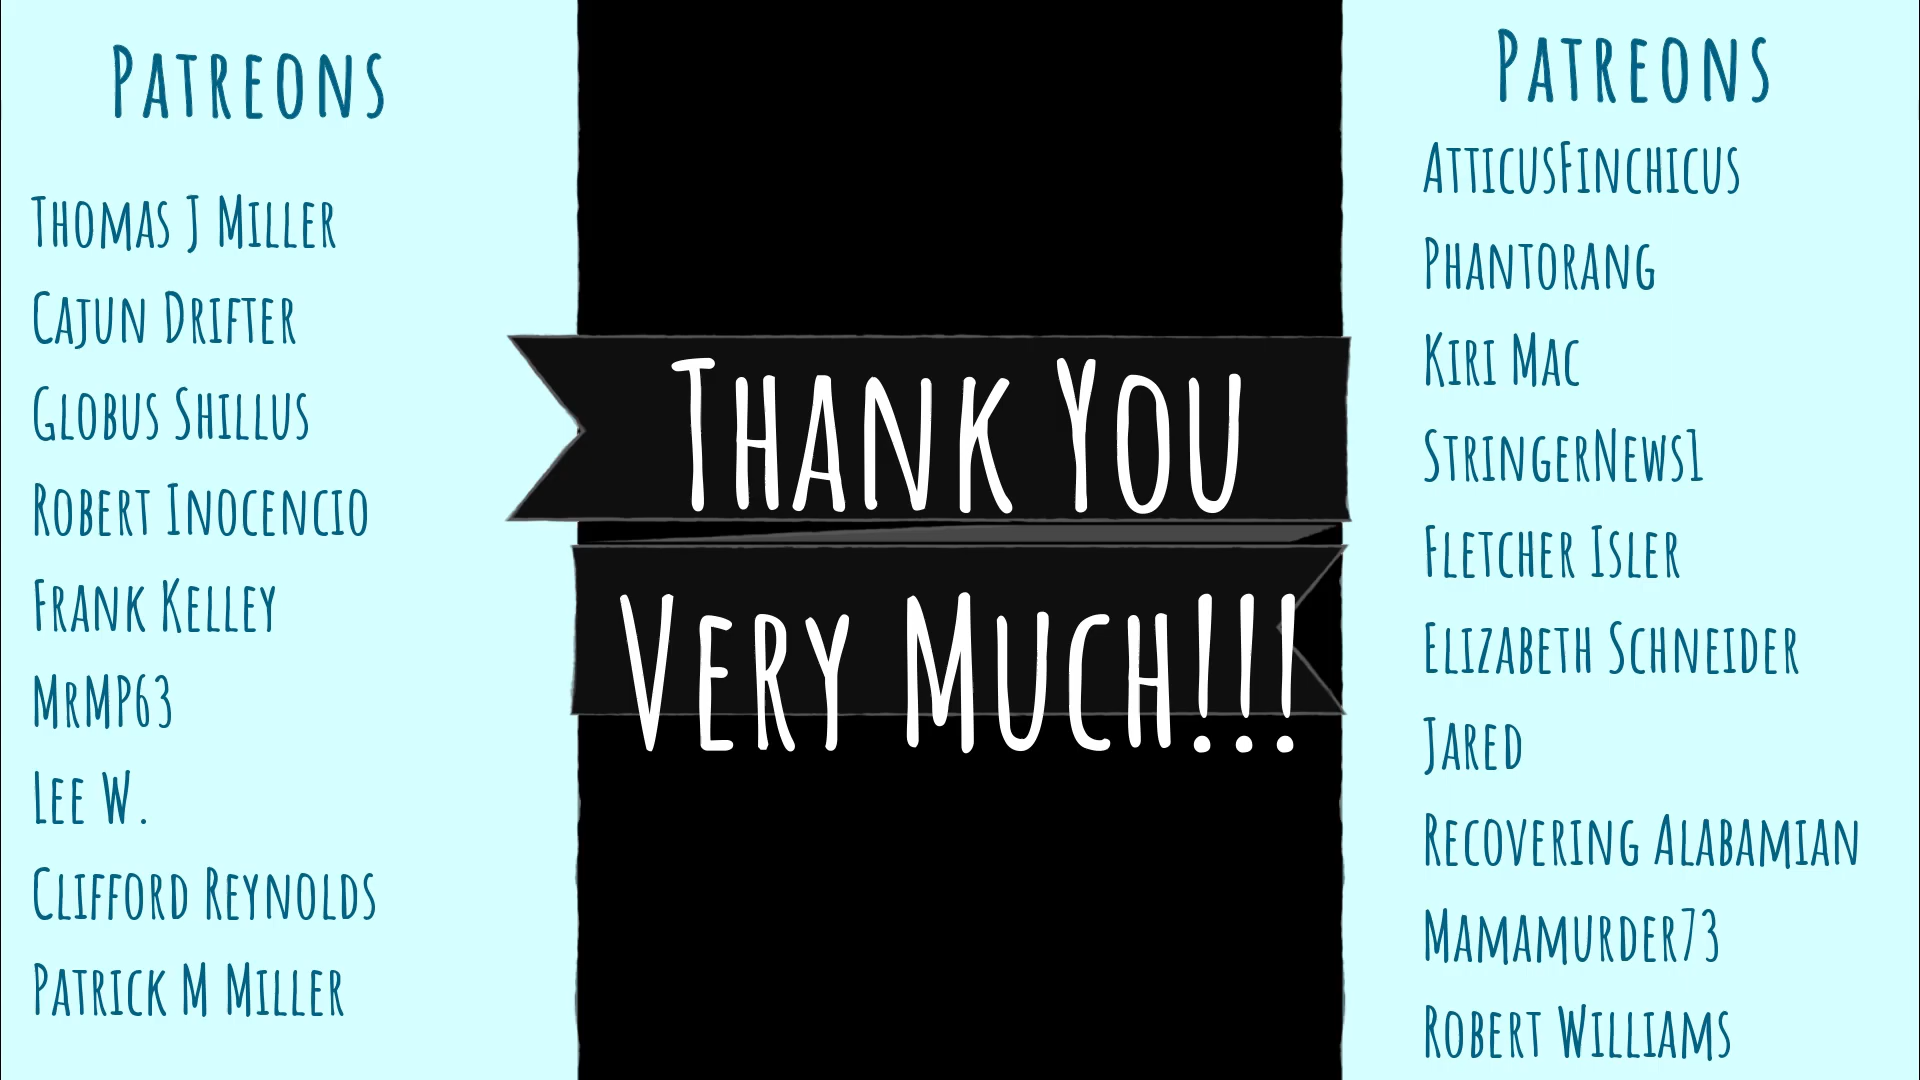 Patreons
Thomas J Miller
Cajun Drifter
Globus Shillus
Robert Inocencio
Frank Kelley
MrMP63
Lee W.
Clifford Reynolds
Patrick M Miller
Thank You
Very Much!!!
Patreons
AtticusFinchicus
Phantorang
Kiri Mac
StringerNews1
Fletcher Isler
Elizabeth Schneider
Jared
Recovering Alabamian
Mamamurder73
Robert Williams